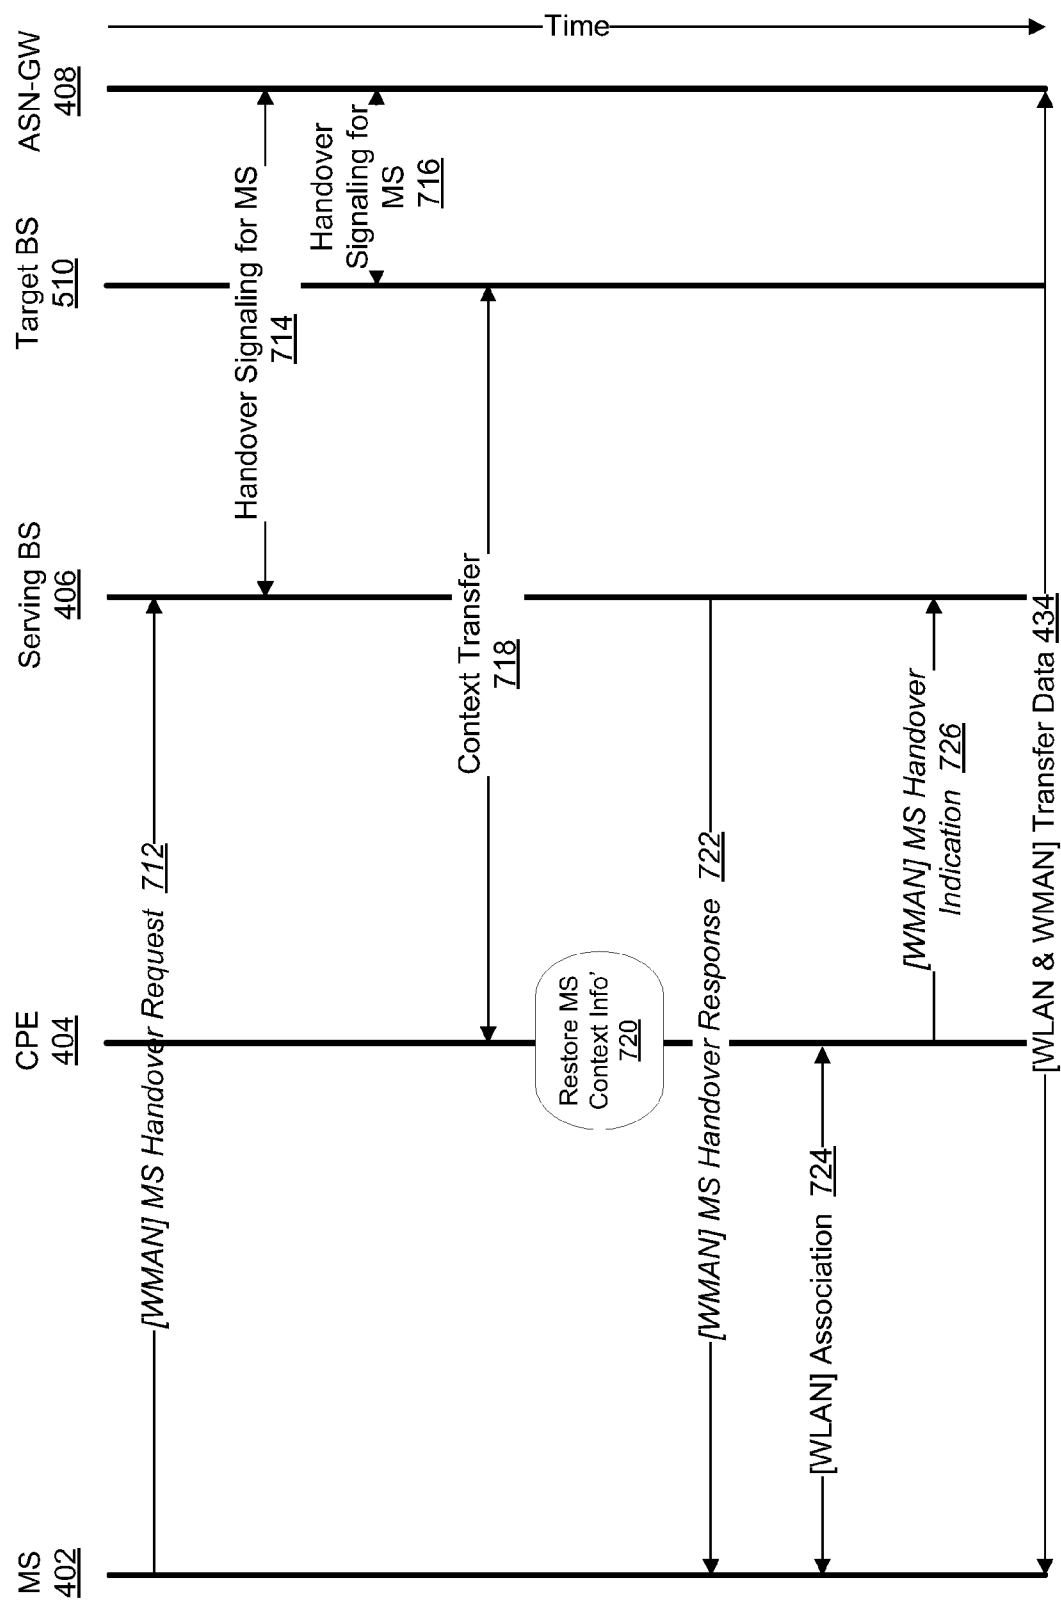 MS
402
CPE
404
Serving BS
406
Target BS
510
ASN-GW
408
Time
[WMAN] MS Handover Request 712
Handover Signaling for MS
714
Handover
Signaling for
MS
716
Context Transfer
718
Restore MS
Context Info'
720
[WMAN] MS Handover Response 722
[WLAN] Association 724
[WMAN] MS Handover
Indication 726
[WLAN & WMAN] Transfer Data 434